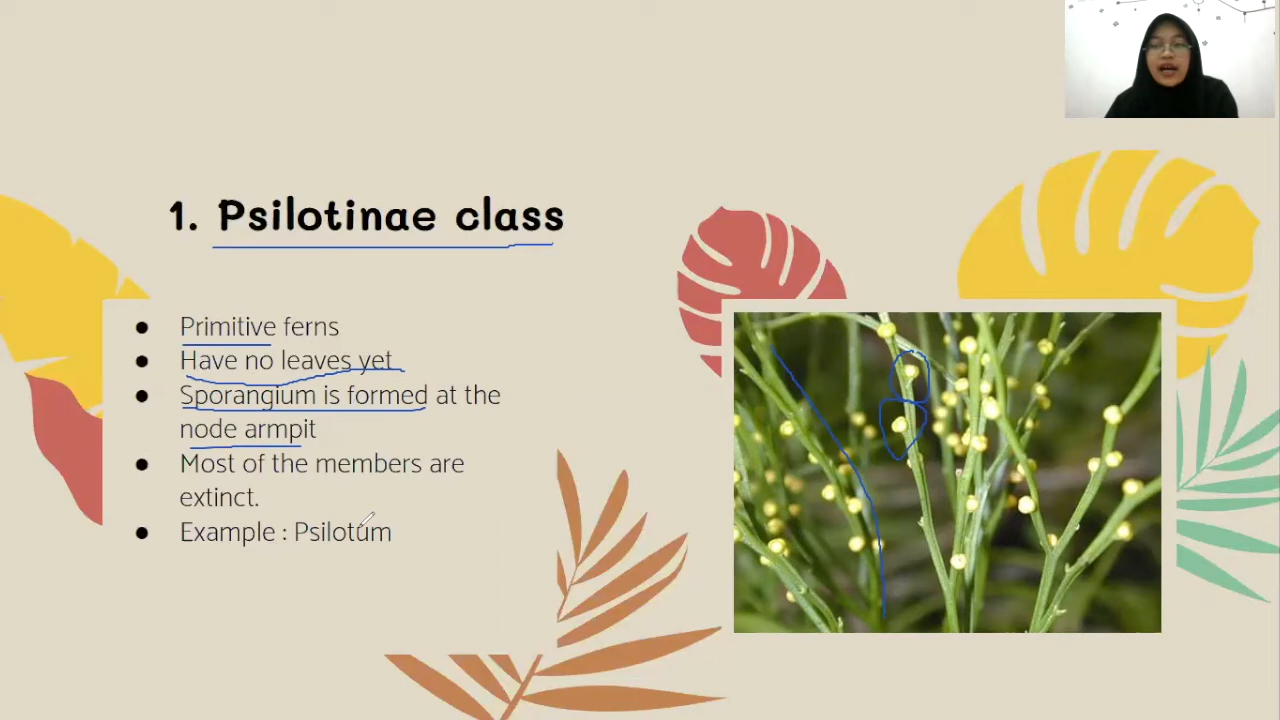 1. Psilotinae class
● Primitive ferns
● Have no leaves yet
● Sporangium is formed at the
node armpit
● Most of the members are
extinct.
● Example : Psilotum